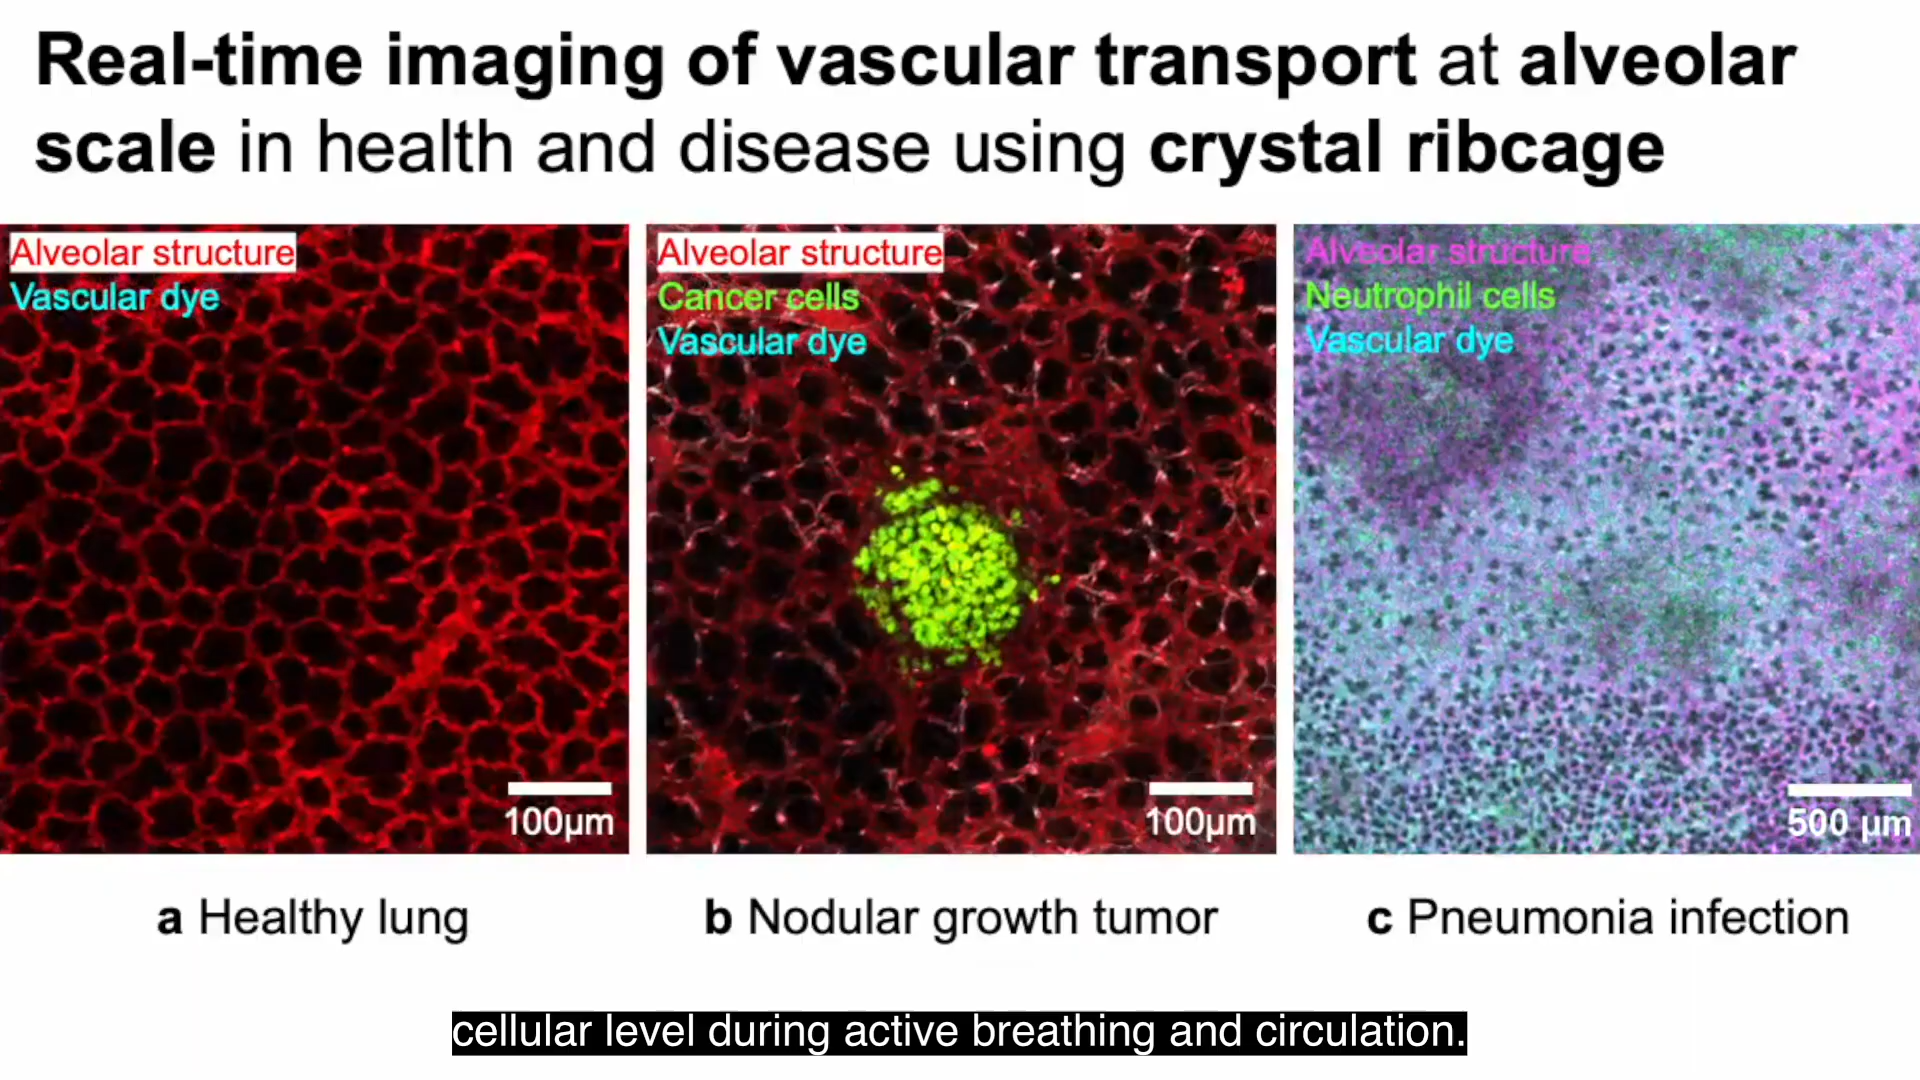 Real-time imaging of vascular transport at alveolar
scale in health and disease using crystal ribcage
Alveolar structure
Vascular dye
100µm
a Healthy lung
Alveolar structure
Cancer cells
Vascular dye
100µm
b Nodular growth tumor
Alveolar structure
Neutrophil cells
Vascular dye
500 µm
c Pneumonia infection
cellular level during active breathing and circulation.